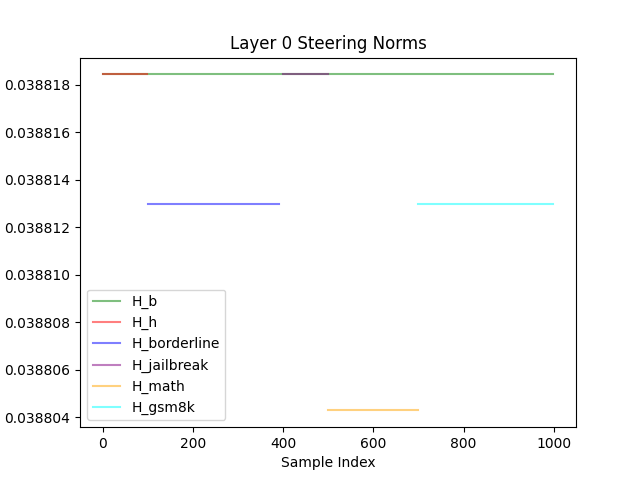 Layer 0 Steering Norms
0.038818
0.038816
0.038814
0.038812
0.038810
0.038808
0.038806
0.038804
H_b
H_h
H_borderline
H_jailbreak
H_math
H_gsm8k
0 200 400 600 800 1000
Sample Index